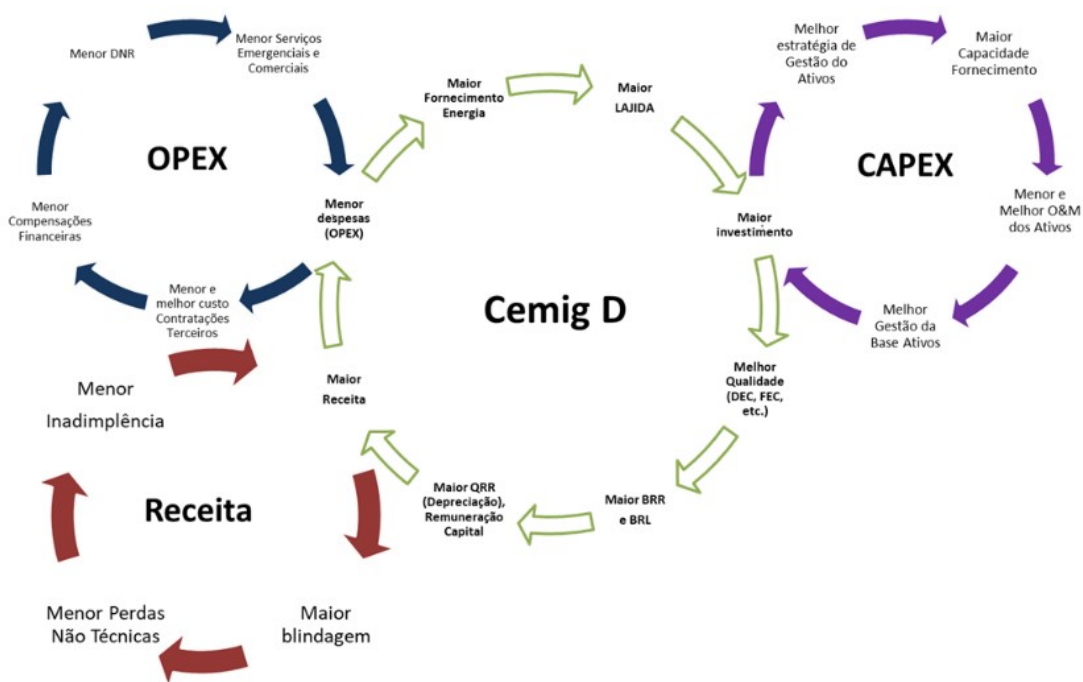 Menor DNR
Menor Serviços
Emergenciais e
Comerciais
OPEX
Menor
Compensações
Financeiras
Menor e
melhor custo
Contratações
Terceiros
Menor
despesas
(OPEX)
Maior
Fornecimento
Energia
Maior
LAJIDA
Maior
investimento
Melhor
estratégia de
Gestão do
Ativos
Maior
Capacidade
Fornecimento
CAPEX
Menor e
Melhor O&M
dos Ativos
Melhor
Gestão da
Base Ativos
Cemig D
Melhor
Qualidade
(DEC, FEC,
etc.)
Maior BRR
e BRL
Maior QRR
(Depreciação),
Remuneração
Capital
Maior
Receita
Menor
Inadimplência
Receita
Menor Perdas
Não Técnicas
Maior
blindagem